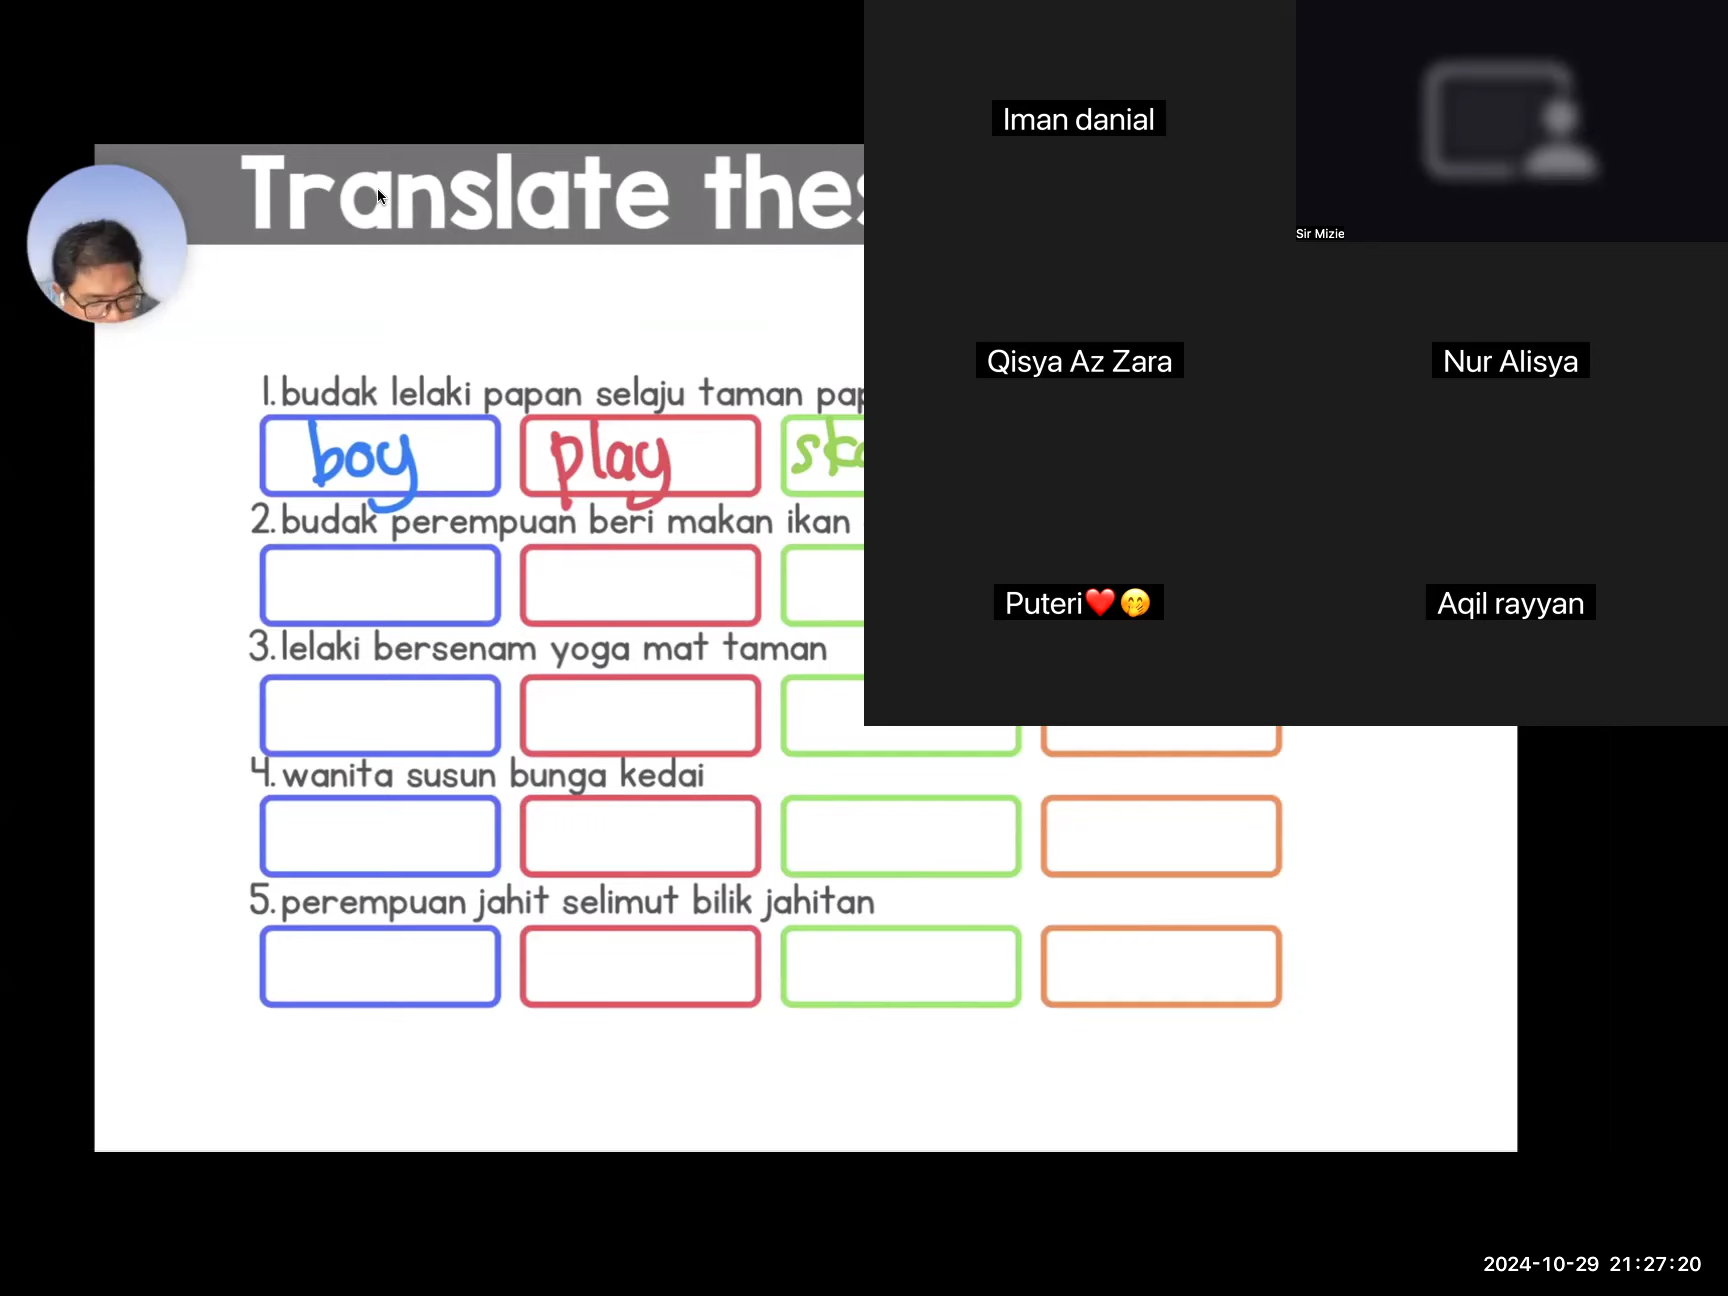 Translate
Iman danial
Sir Mizie
1. budak lelaki papan selaju taman
boy play
Qisya Az Zara
Nur Alisya
2. budak perempuan beri makan ikan
3. lelaki bersenam yoga mat taman
Puteri❤️🤭
Aqil rayyan
4. wanita susun bunga kedai
5. perempuan jahit selimut bilik jahitan
2024-10-29 21:27:20